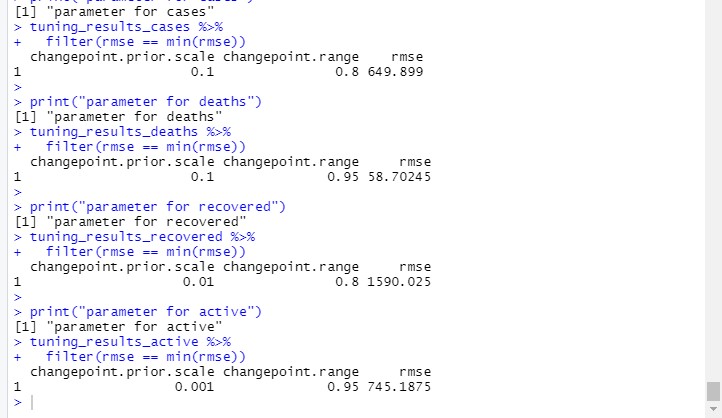 [1] "parameter for cases"
> tuning_results_cases %>%
+   filter(rmse == min(rmse))
  changepoint.prior.scale changepoint.range    rmse
1                     0.1               0.8 649.899
>
> print("parameter for deaths")
[1] "parameter for deaths"
> tuning_results_deaths %>%
+   filter(rmse == min(rmse))
  changepoint.prior.scale changepoint.range     rmse
1                     0.1              0.95 58.70245
>
> print("parameter for recovered")
[1] "parameter for recovered"
> tuning_results_recovered %>%
+   filter(rmse == min(rmse))
  changepoint.prior.scale changepoint.range     rmse
1                    0.01               0.8 1590.025
>
> print("parameter for active")
[1] "parameter for active"
> tuning_results_active %>%
+   filter(rmse == min(rmse))
  changepoint.prior.scale changepoint.range     rmse
1                   0.001              0.95 745.1875
>